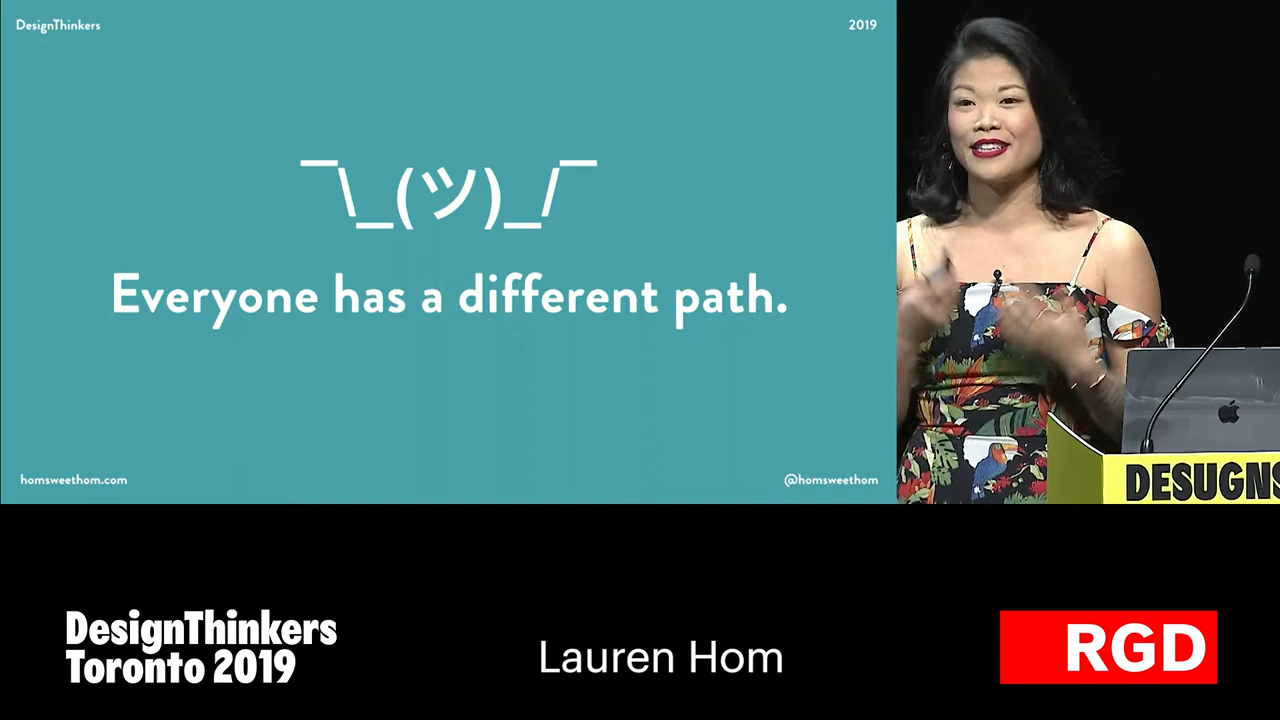 DesignThinkers
2019
¯\_(ツ)_/¯
Everyone has a different path.
homsweethom.com
@homsweethom
DESUGNS
DesignThinkers
Toronto 2019
Lauren Hom
RGD